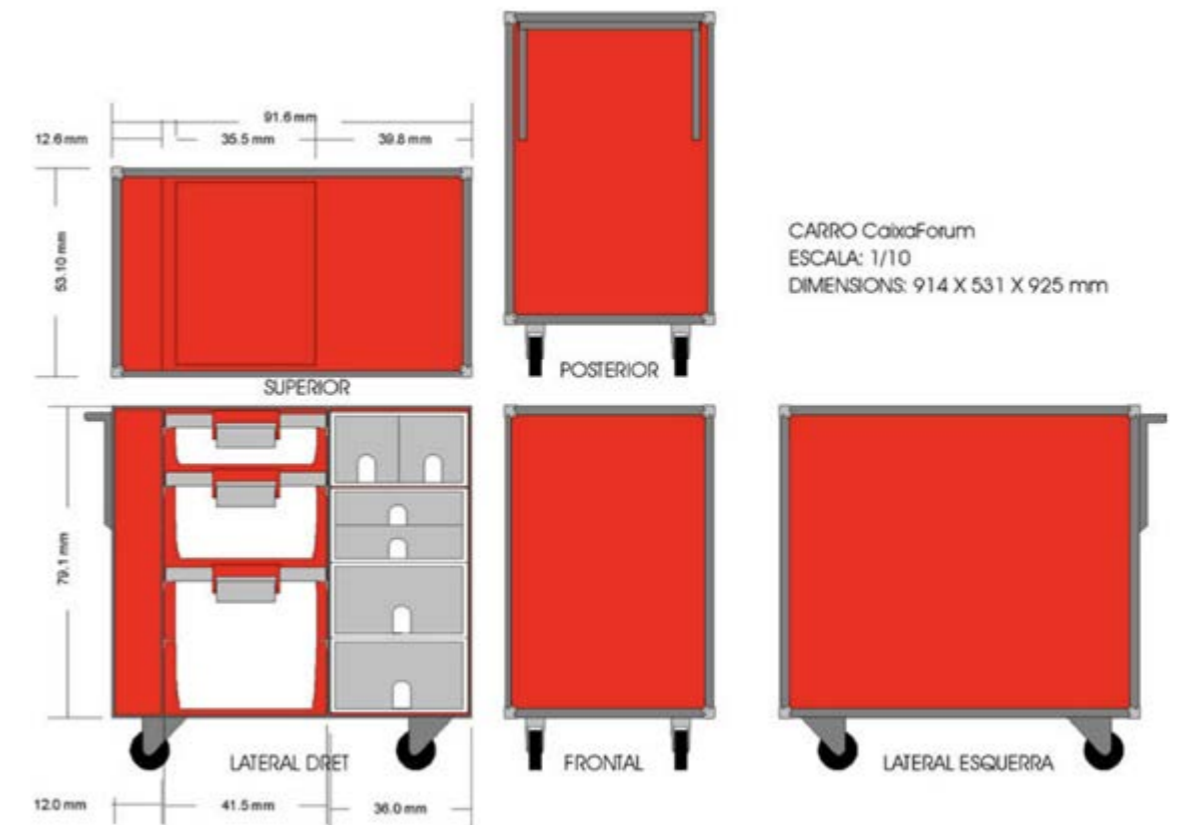 91.6 mm
12.6 mm
35.5 mm
39.8 mm
53.10 mm
SUPERIOR
POSTERIOR
CARRO CaixaForum
ESCALA: 1/10
DIMENSIONS: 914 X 531 X 925 mm
79.1 mm
LATERAL DRET
FRONTAL
LATERAL ESQUERRA
12.0 mm
41.5 mm
36.0 mm